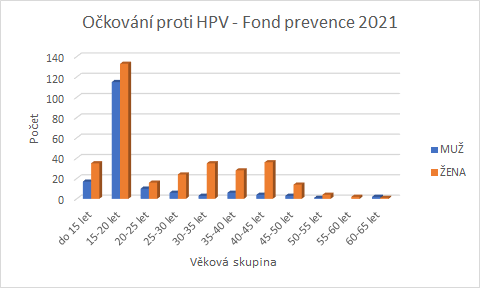 Očkování proti HPV - Fond prevence 2021
140
120
100
80
60
40
20
0
Počet
do 15 let
15-20 let
20-25 let
25-30 let
30-35 let
35-40 let
40-45 let
45-50 let
50-55 let
55-60 let
60-65 let
Věková skupina
MUŽ
ŽENA